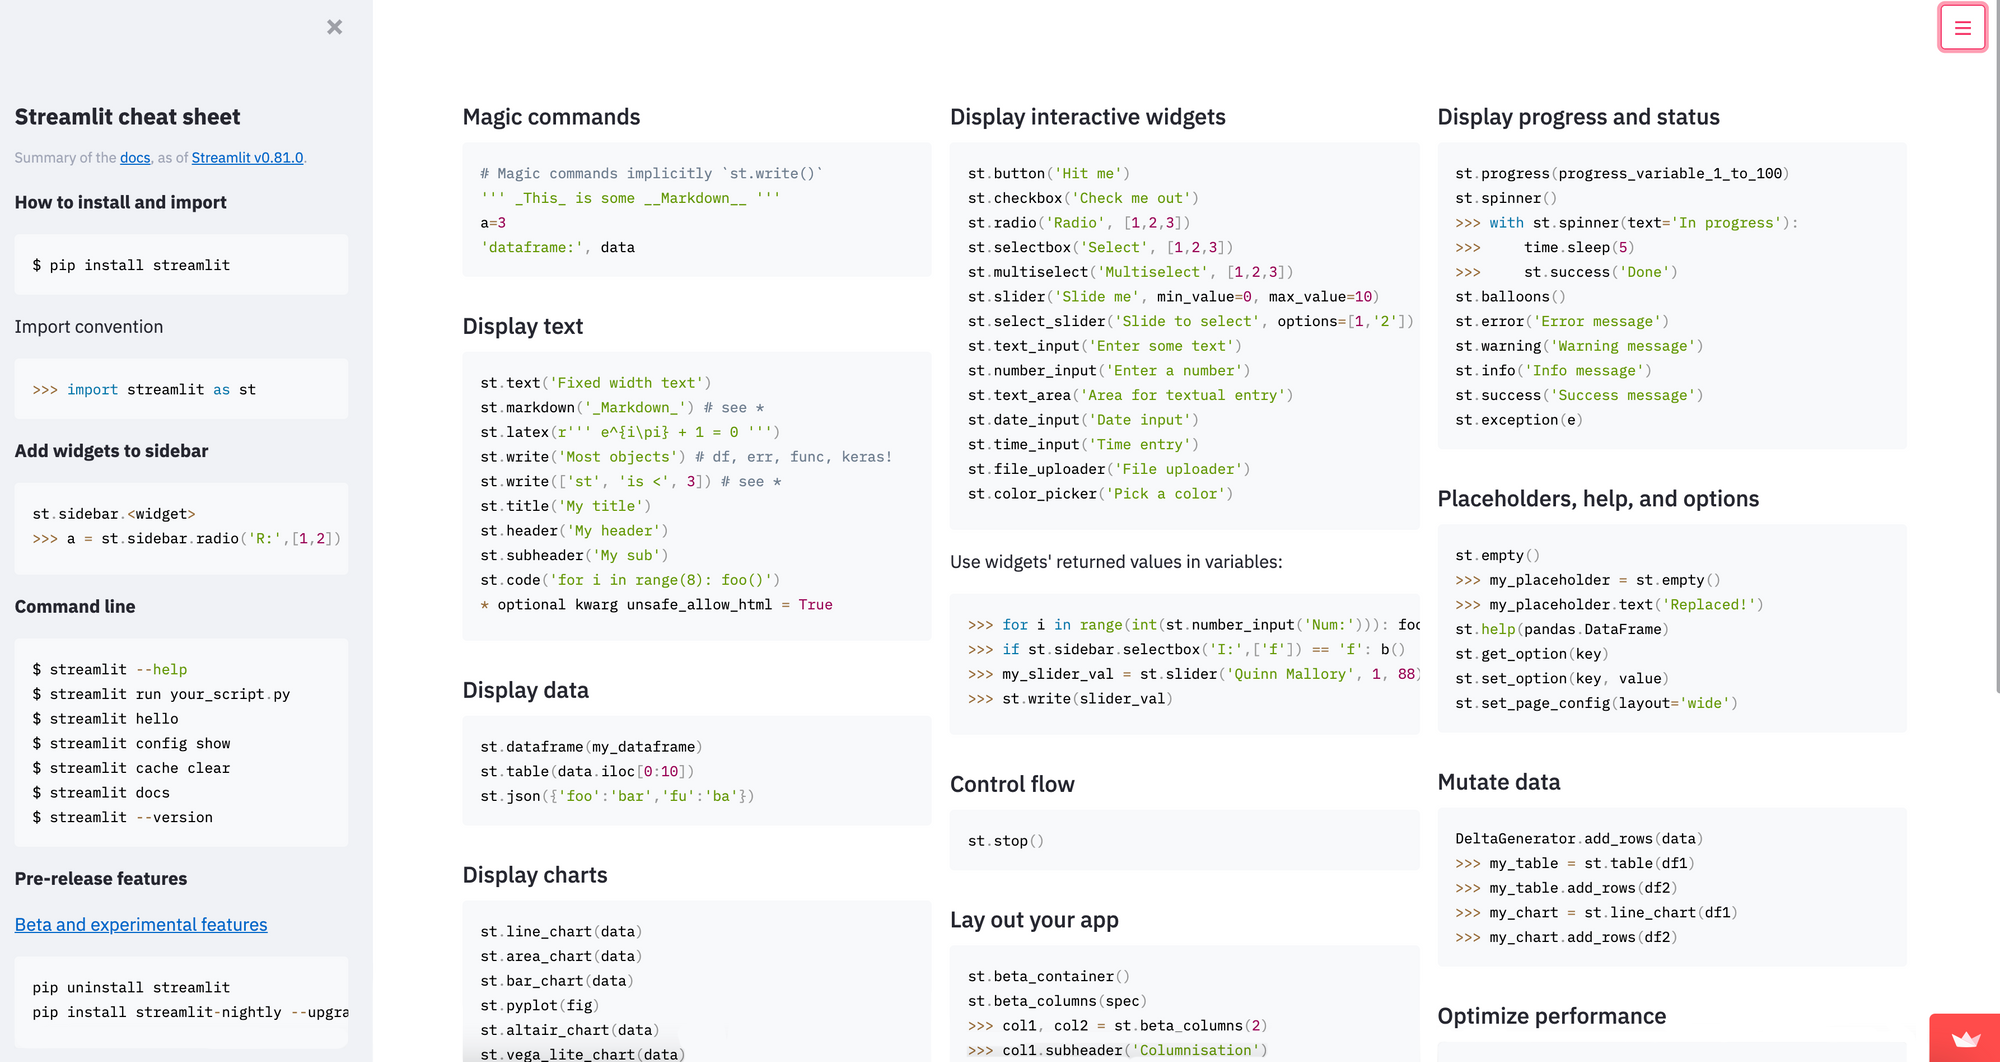 Streamlit cheat sheet
Summary of the docs, as of Streamlit v0.81.0.
How to install and import
$ pip install streamlit
Import convention
>>> import streamlit as st
Add widgets to sidebar
st.sidebar.<widget>
>>> a = st.sidebar.radio('R:',[1,2])
Command line
$ streamlit --help
$ streamlit run your_script.py
$ streamlit hello
$ streamlit config show
$ streamlit cache clear
$ streamlit docs
$ streamlit --version
Pre-release features
Beta and experimental features
pip uninstall streamlit
pip install streamlit-nightly --upgra
Magic commands
# Magic commands implicitly `st.write()`
''' _This_ is some __Markdown__ '''
a=3
'dataframe:', data
Display text
st.text('Fixed width text')
st.markdown('_Markdown_') # see *
st.latex(r''' e^{i\pi} + 1 = 0 ''')
st.write('Most objects') # df, err, func, keras!
st.write(['st', 'is <', 3]) # see *
st.title('My title')
st.header('My header')
st.subheader('My sub')
st.code('for i in range(8): foo()')
* optional kwarg unsafe_allow_html = True
Display data
st.dataframe(my_dataframe)
st.table(data.iloc[0:10])
st.json({'foo':'bar','fu':'ba'})
Display charts
st.line_chart(data)
st.area_chart(data)
st.bar_chart(data)
st.pyplot(fig)
st.altair_chart(data)
st.vega_lite_chart(data)
Display interactive widgets
st.button('Hit me')
st.checkbox('Check me out')
st.radio('Radio', [1,2,3])
st.selectbox('Select', [1,2,3])
st.multiselect('Multiselect', [1,2,3])
st.slider('Slide me', min_value=0, max_value=10)
st.select_slider('Slide to select', options=[1,'2'])
st.text_input('Enter some text')
st.number_input('Enter a number')
st.text_area('Area for textual entry')
st.date_input('Date input')
st.time_input('Time entry')
st.file_uploader('File uploader')
st.color_picker('Pick a color')
Use widgets' returned values in variables:
>>> for i in range(int(st.number_input('Num:'))): foo
>>> if st.sidebar.selectbox('I:',['f']) == 'f': b()
>>> my_slider_val = st.slider('Quinn Mallory', 1, 88)
>>> st.write(slider_val)
Control flow
st.stop()
Lay out your app
st.beta_container()
st.beta_columns(spec)
>>> col1, col2 = st.beta_columns(2)
>>> col1.subheader('Columnisation')
Display progress and status
st.progress(progress_variable_1_to_100)
st.spinner()
>>> with st.spinner(text='In progress'):
>>>     time.sleep(5)
>>>     st.success('Done')
st.balloons()
st.error('Error message')
st.warning('Warning message')
st.info('Info message')
st.success('Success message')
st.exception(e)
Placeholders, help, and options
st.empty()
>>> my_placeholder = st.empty()
>>> my_placeholder.text('Replaced!')
st.help(pandas.DataFrame)
st.get_option(key)
st.set_option(key, value)
st.set_page_config(layout='wide')
Mutate data
DeltaGenerator.add_rows(data)
>>> my_table = st.table(df1)
>>> my_table.add_rows(df2)
>>> my_chart = st.line_chart(df1)
>>> my_chart.add_rows(df2)
Optimize performance